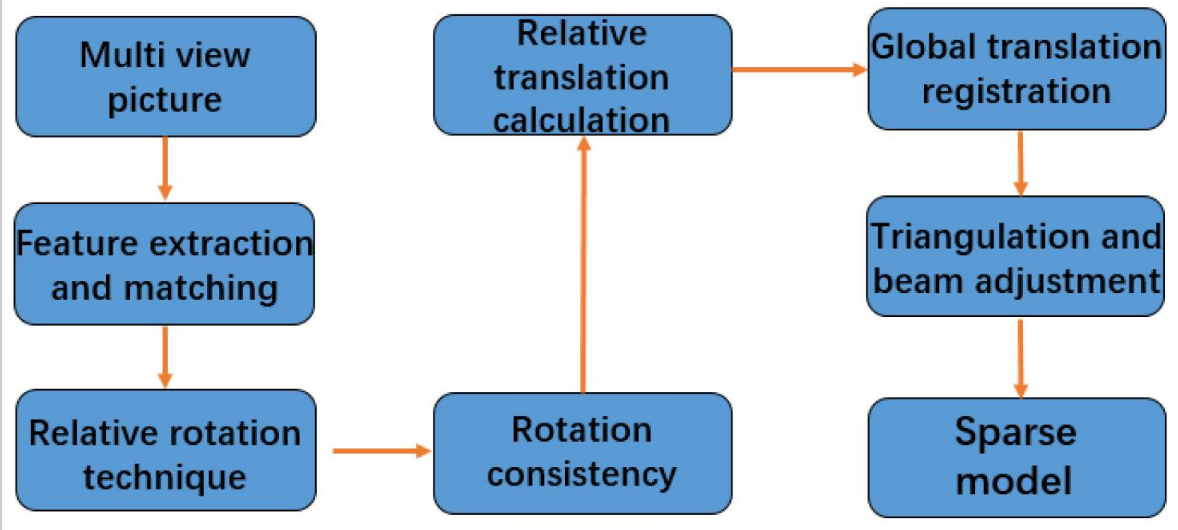 Multi view
picture
Feature extraction
and matching
Relative rotation
technique
Rotation
consistency
Relative
translation
calculation
Global translation
registration
Triangulation and
beam adjustment
Sparse
model